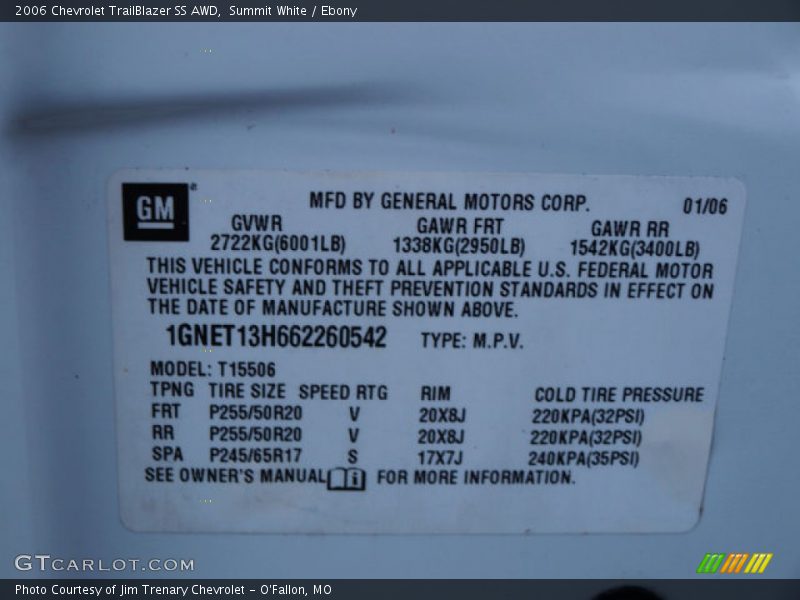 2006 Chevrolet TrailBlazer SS AWD,  Summit White / Ebony
GM
MFD BY GENERAL MOTORS CORP. 01/06
GVWR GAWR FRT GAWR RR
2722KG(6001LB) 1338KG(2950LB) 1542KG(3400LB)
THIS VEHICLE CONFORMS TO ALL APPLICABLE U.S. FEDERAL MOTOR
VEHICLE SAFETY AND THEFT PREVENTION STANDARDS IN EFFECT ON
THE DATE OF MANUFACTURE SHOWN ABOVE.
1GNET13H662260542 TYPE: M.P.V.
MODEL: T15506
TPNG TIRE SIZE SPEED RTG RIM COLD TIRE PRESSURE
FRT P255/50R20 V 20X8J 220KPA(32PSI)
RR P255/50R20 V 20X8J 220KPA(32PSI)
SPA P245/65R17 S 17X7J 240KPA(35PSI)
SEE OWNER'S MANUAL i FOR MORE INFORMATION.
GTCARLOT.COM
Photo Courtesy of Jim Trenary Chevrolet - O'Fallon, MO